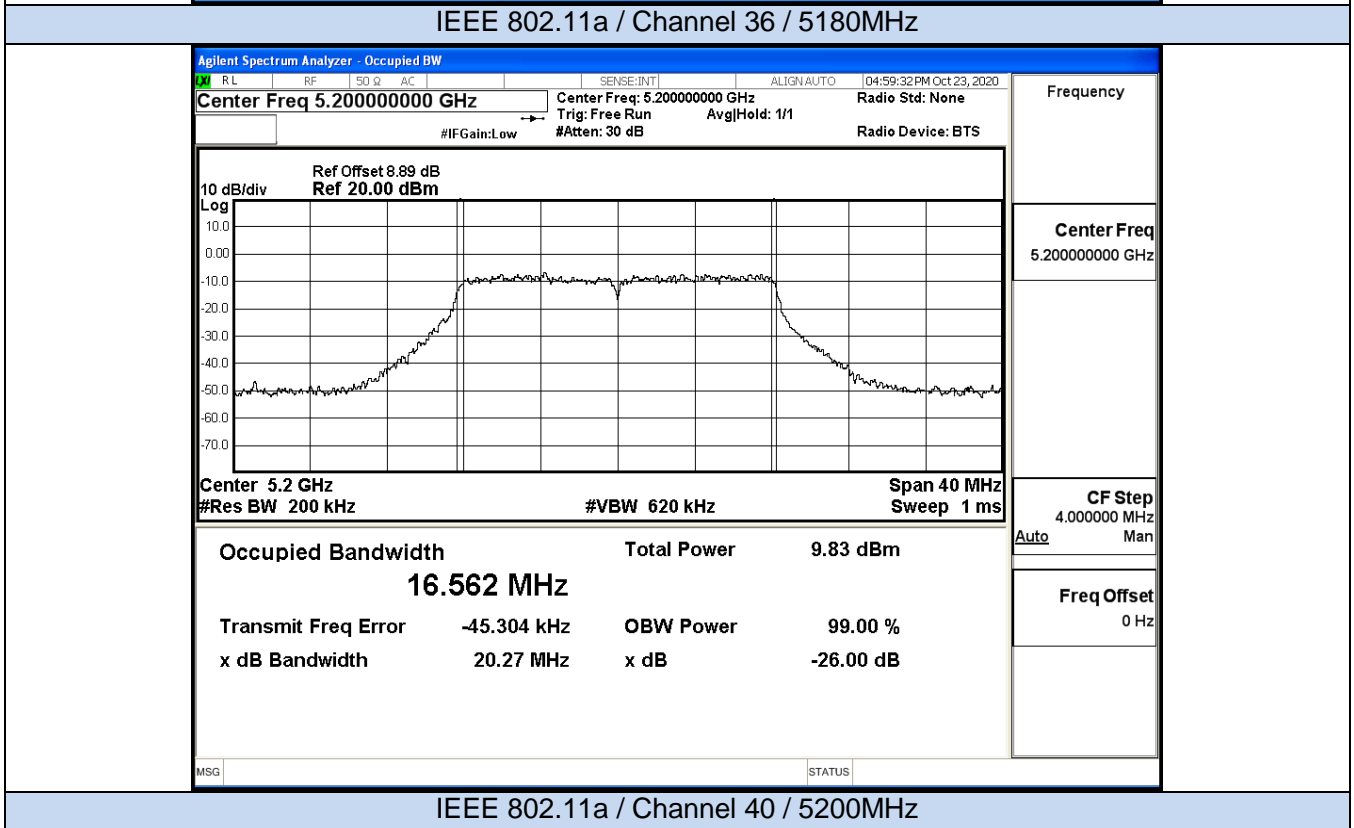 IEEE 802.11a / Channel 36 / 5180MHz
Agilent Spectrum Analyzer - Occupied BW
LXI RL RF 50 Ω AC SENSE:INT ALIGN AUTO 04:59:32 PM Oct 23, 2020
Center Freq 5.200000000 GHz
Center Freq: 5.200000000 GHz Radio Std: None
Trig: Free Run Avg|Hold: 1/1
#IFGain:Low #Atten: 30 dB Radio Device: BTS
Frequency
Ref Offset 8.89 dB
10 dB/div Ref 20.00 dBm
Log
10.0
0.00
-10.0
-20.0
-30.0
-40.0
-50.0
-60.0
-70.0
Center 5.2 GHz Span 40 MHz
#Res BW 200 kHz #VBW 620 kHz Sweep 1 ms
Center Freq
5.200000000 GHz
CF Step
4.000000 MHz
Auto Man
Freq Offset
0 Hz
Occupied Bandwidth Total Power 9.83 dBm
16.562 MHz
Transmit Freq Error -45.304 kHz OBW Power 99.00 %
x dB Bandwidth 20.27 MHz x dB -26.00 dB
MSG STATUS
IEEE 802.11a / Channel 40 / 5200MHz